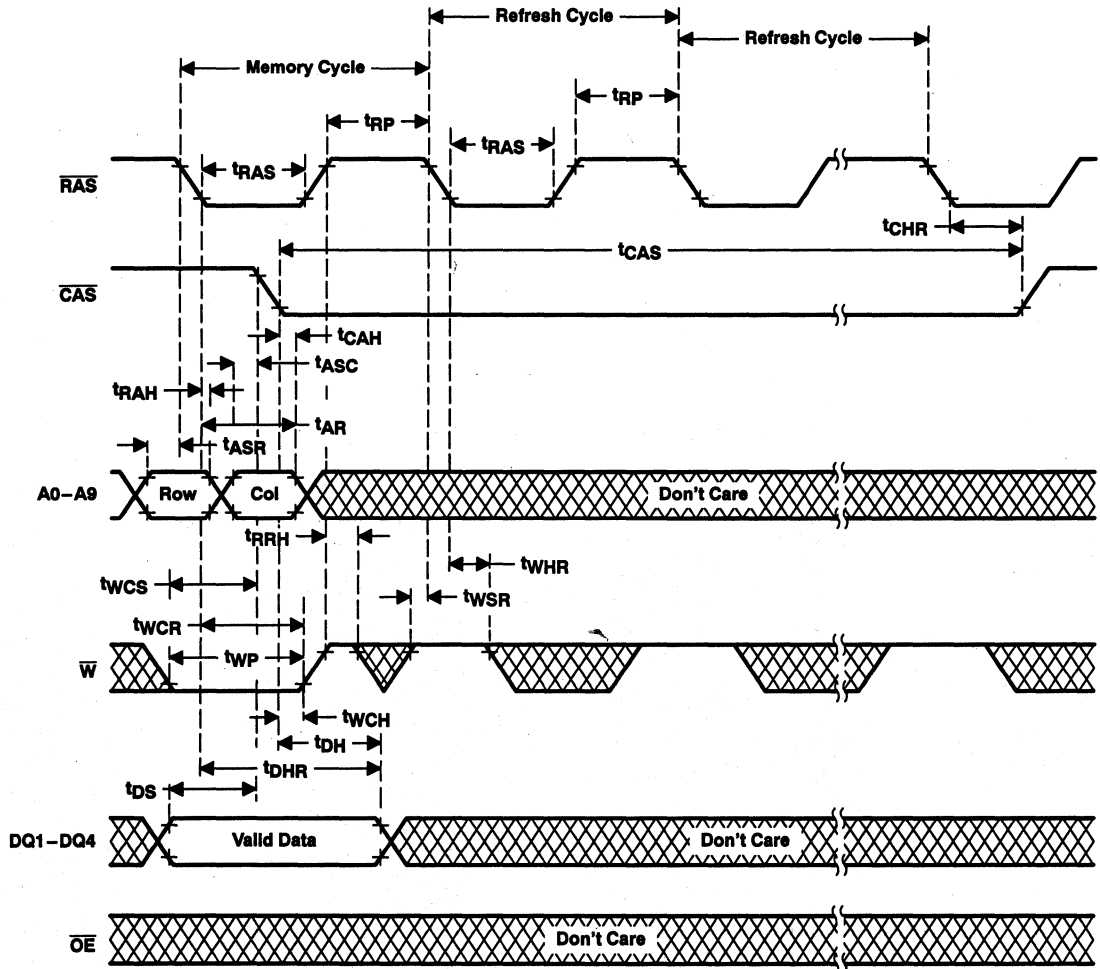 Refresh Cycle
Refresh Cycle
Memory Cycle
tRP
tRP
tRAS
tRAS
RAS
tCHR
tCAS
CAS
tCAH
tASC
tRAH
tAR
tASR
A0–A9 Row Col Don't Care
tRRH
tWHR
tWCS
tWSR
tWCR
tWP
W
tWCH
tDH
tDHR
tDS
DQ1–DQ4 Valid Data Don't Care
OE Don't Care